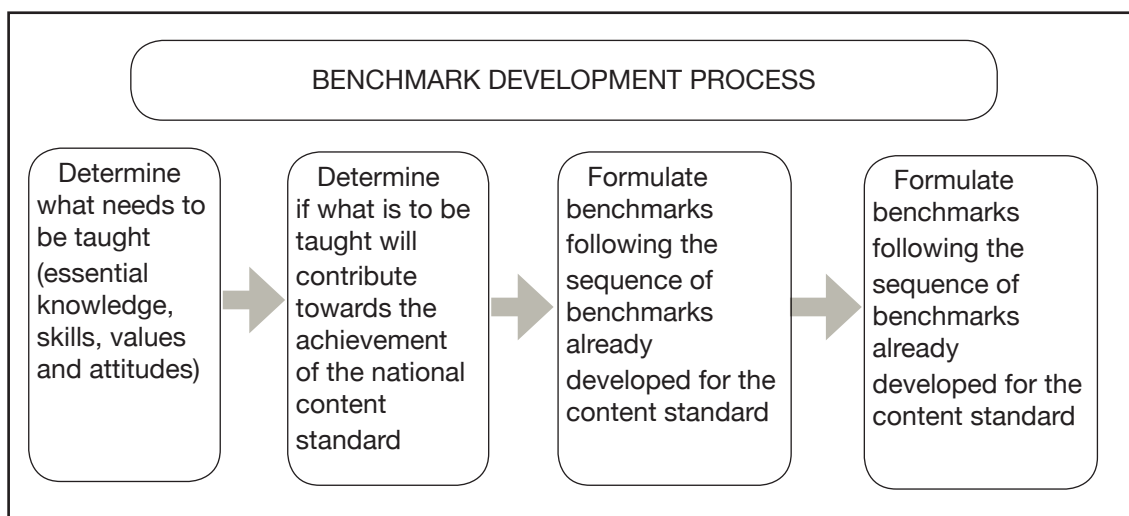 BENCHMARK DEVELOPMENT PROCESS
Determine
what needs to
be taught
(essential
knowledge,
skills, values
and attitudes)
Determine
if what is to be
taught will
contribute
towards the
achievement
of the national
content
standard
Formulate
benchmarks
following the
sequence of
benchmarks
already
developed for the
content standard
Formulate
benchmarks
following the
sequence of
benchmarks
already
developed for the
content standard